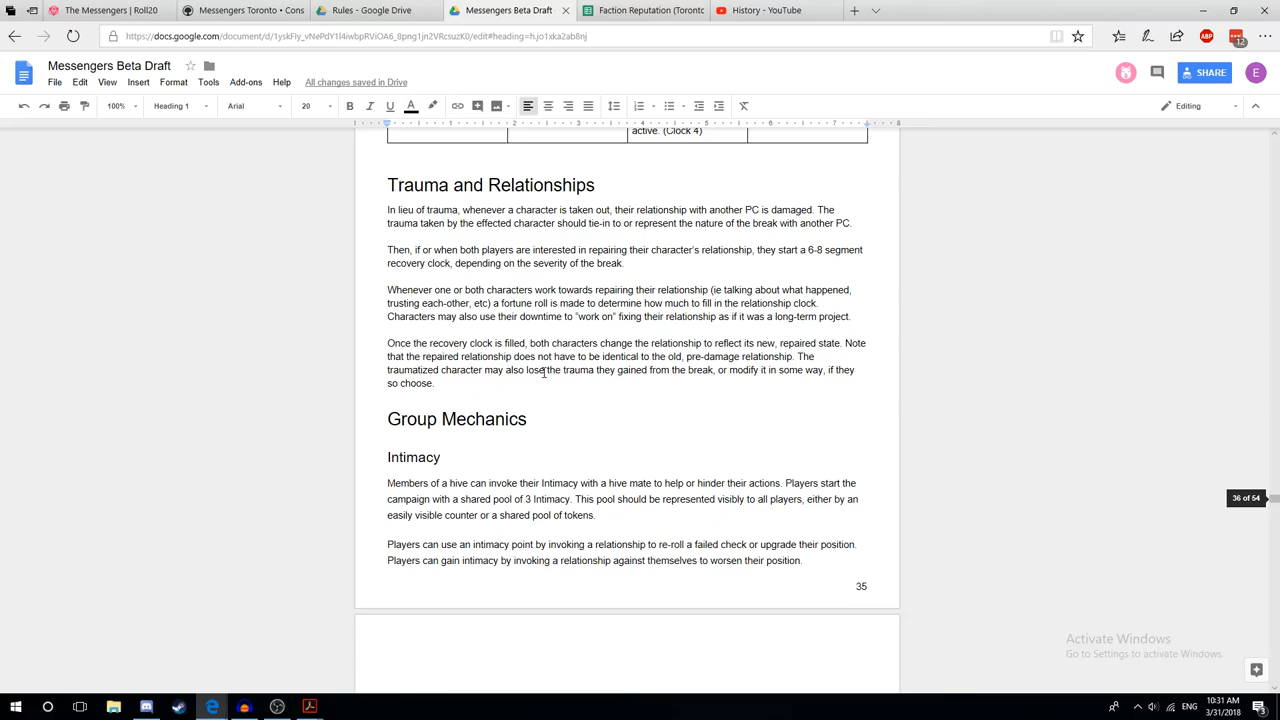 The Messengers | Roll20
Messengers Toronto • Cons
Rules - Google Drive
Messengers Beta Draft
Faction Reputation (Toronto
History - YouTube
https://docs.google.com/document/d/1yskFIy_vNePdY1l4iwbpRViOA6_8png1jn2VRcsuzK0/edit#heading=h.jo1xka2ab8nj
ABP
12
Messengers Beta Draft
File Edit View Insert Format Tools Add-ons Help All changes saved in Drive
SHARE
E
100% Heading 1 Arial 20 B I U A Editing
1 2 3 4 5 6 7 8
active. (Clock 4)
Trauma and Relationships
In lieu of trauma, whenever a character is taken out, their relationship with another PC is damaged. The
trauma taken by the effected character should tie-in to or represent the nature of the break with another PC.
Then, if or when both players are interested in repairing their character's relationship, they start a 6-8 segment
recovery clock, depending on the severity of the break.
Whenever one or both characters work towards repairing their relationship (ie talking about what happened,
trusting each-other, etc) a fortune roll is made to determine how much to fill in the relationship clock.
Characters may also use their downtime to "work on" fixing their relationship as if it was a long-term project.
Once the recovery clock is filled, both characters change the relationship to reflect its new, repaired state. Note
that the repaired relationship does not have to be identical to the old, pre-damage relationship. The
traumatized character may also lose the trauma they gained from the break, or modify it in some way, if they
so choose.
Group Mechanics
Intimacy
Members of a hive can invoke their Intimacy with a hive mate to help or hinder their actions. Players start the
campaign with a shared pool of 3 Intimacy. This pool should be represented visibly to all players, either by an
easily visible counter or a shared pool of tokens.
Players can use an intimacy point by invoking a relationship to re-roll a failed check or upgrade their position.
Players can gain intimacy by invoking a relationship against themselves to worsen their position.
35
36 of 54
Activate Windows
Go to Settings to activate Windows.
ENG
10:31 AM
3/31/2018
3